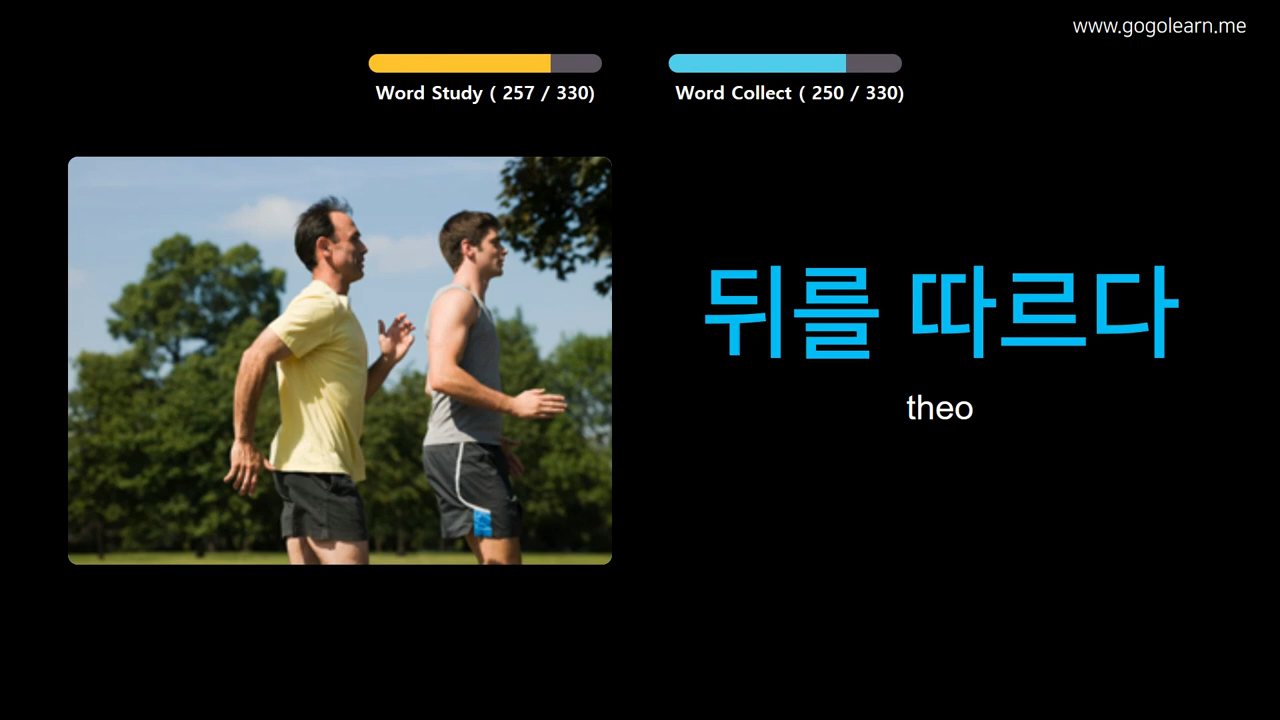 www.gogolearn.me
Word Study ( 257 / 330)
Word Collect ( 250 / 330)
뒤를 따르다
theo